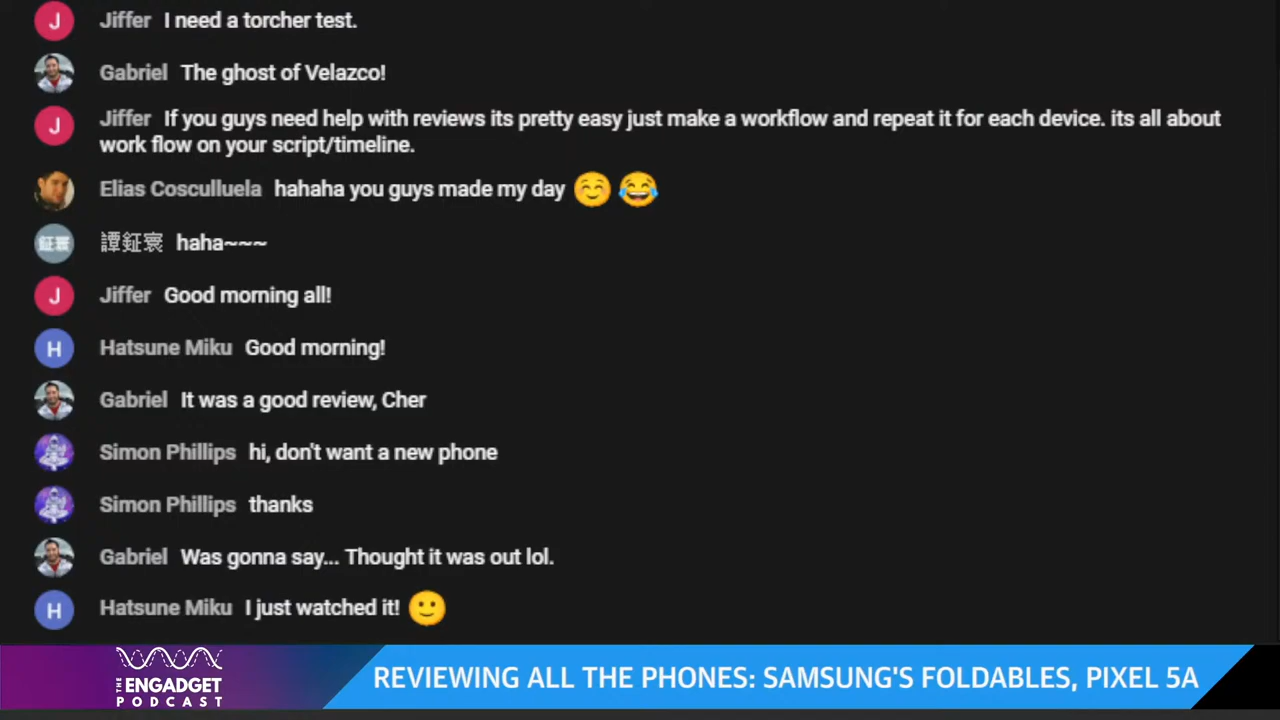 J Jiffer I need a torcher test.
Gabriel The ghost of Velazco!
J Jiffer If you guys need help with reviews its pretty easy just make a workflow and repeat it for each device. its all about
work flow on your script/timeline.
Elias Cosculluela hahaha you guys made my day ☺️ 😂
鉦寰 譚鉦寰 haha~~~
J Jiffer Good morning all!
H Hatsune Miku Good morning!
Gabriel It was a good review, Cher
Simon Phillips hi, don't want a new phone
Simon Phillips thanks
Gabriel Was gonna say... Thought it was out lol.
H Hatsune Miku I just watched it! 🙂
THE ENGADGET PODCAST
REVIEWING ALL THE PHONES: SAMSUNG'S FOLDABLES, PIXEL 5A